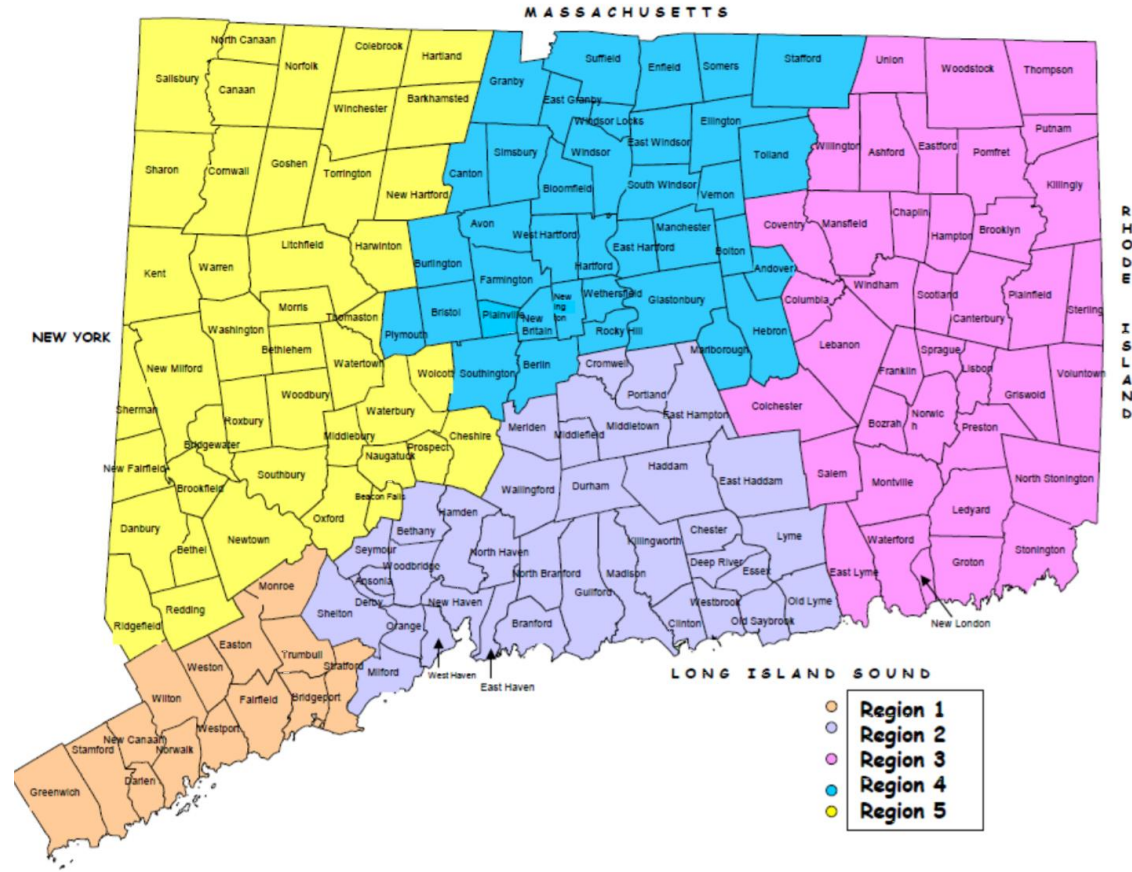 MASSACHUSETTS
North Canaan
Colebrook
Hartland
Suffield
Enfield
Somers
Stafford
Union
Woodstock
Thompson
Salisbury
Norfolk
Canaan
Granby
East Granby
Winchester
Barkhamsted
Windsor Locks
Ellington
Putnam
Simsbury
Windsor
East Windsor
Tolland
Willington
Ashford
Eastford
Pomfret
Sharon
Cornwall
Goshen
Torrington
New Hartford
Canton
Bloomfield
South Windsor
Vernon
Killingly
Avon
West Hartford
Manchester
Coventry
Mansfield
Chaplin
Hampton
Brooklyn
Litchfield
Harwinton
East Hartford
Bolton
Kent
Warren
Burlington
Farmington
Hartford
Andover
Windham
Scotland
Plainfield
Sterling
Morris
Thomaston
Bristol
Plainville
New
Britain
New
ing
ton
Wethersfield
Glastonbury
Columbia
Canterbury
RHODE ISLAND
NEW YORK
Washington
Bethlehem
Plymouth
Rocky Hill
Hebron
Lebanon
Sprague
Lisbon
Voluntown
New Milford
Watertown
Wolcott
Southington
Berlin
Cromwell
Marlborough
Franklin
Griswold
Sherman
Roxbury
Woodbury
Waterbury
Portland
East Hampton
Colchester
Bozrah
Norwic
h
Preston
Bridgewater
Middlebury
Cheshire
Meriden
Middlefield
Middletown
New Fairfield
Southbury
Naugatuck
Prospect
Haddam
Salem
Montville
North Stonington
Brookfield
Beacon Falls
Wallingford
Durham
East Haddam
Ledyard
Danbury
Newtown
Oxford
Hamden
Bethel
Bethany
Seymour
Woodbridge
North Haven
Killingworth
Chester
Lyme
Waterford
Groton
Stonington
Monroe
Ansonia
Derby
North Branford
Madison
Deep River
Essex
East Lyme
Redding
Ridgefield
Shelton
Orange
New Haven
Branford
Guilford
Clinton
Westbrook
Old Saybrook
Old Lyme
New London
Easton
Trumbull
Stratford
Milford
West Haven
East Haven
Weston
Wilton
Fairfield
Bridgeport
LONG ISLAND SOUND
New Canaan
Norwalk
Westport
Stamford
Darien
Greenwich
Region 1
Region 2
Region 3
Region 4
Region 5